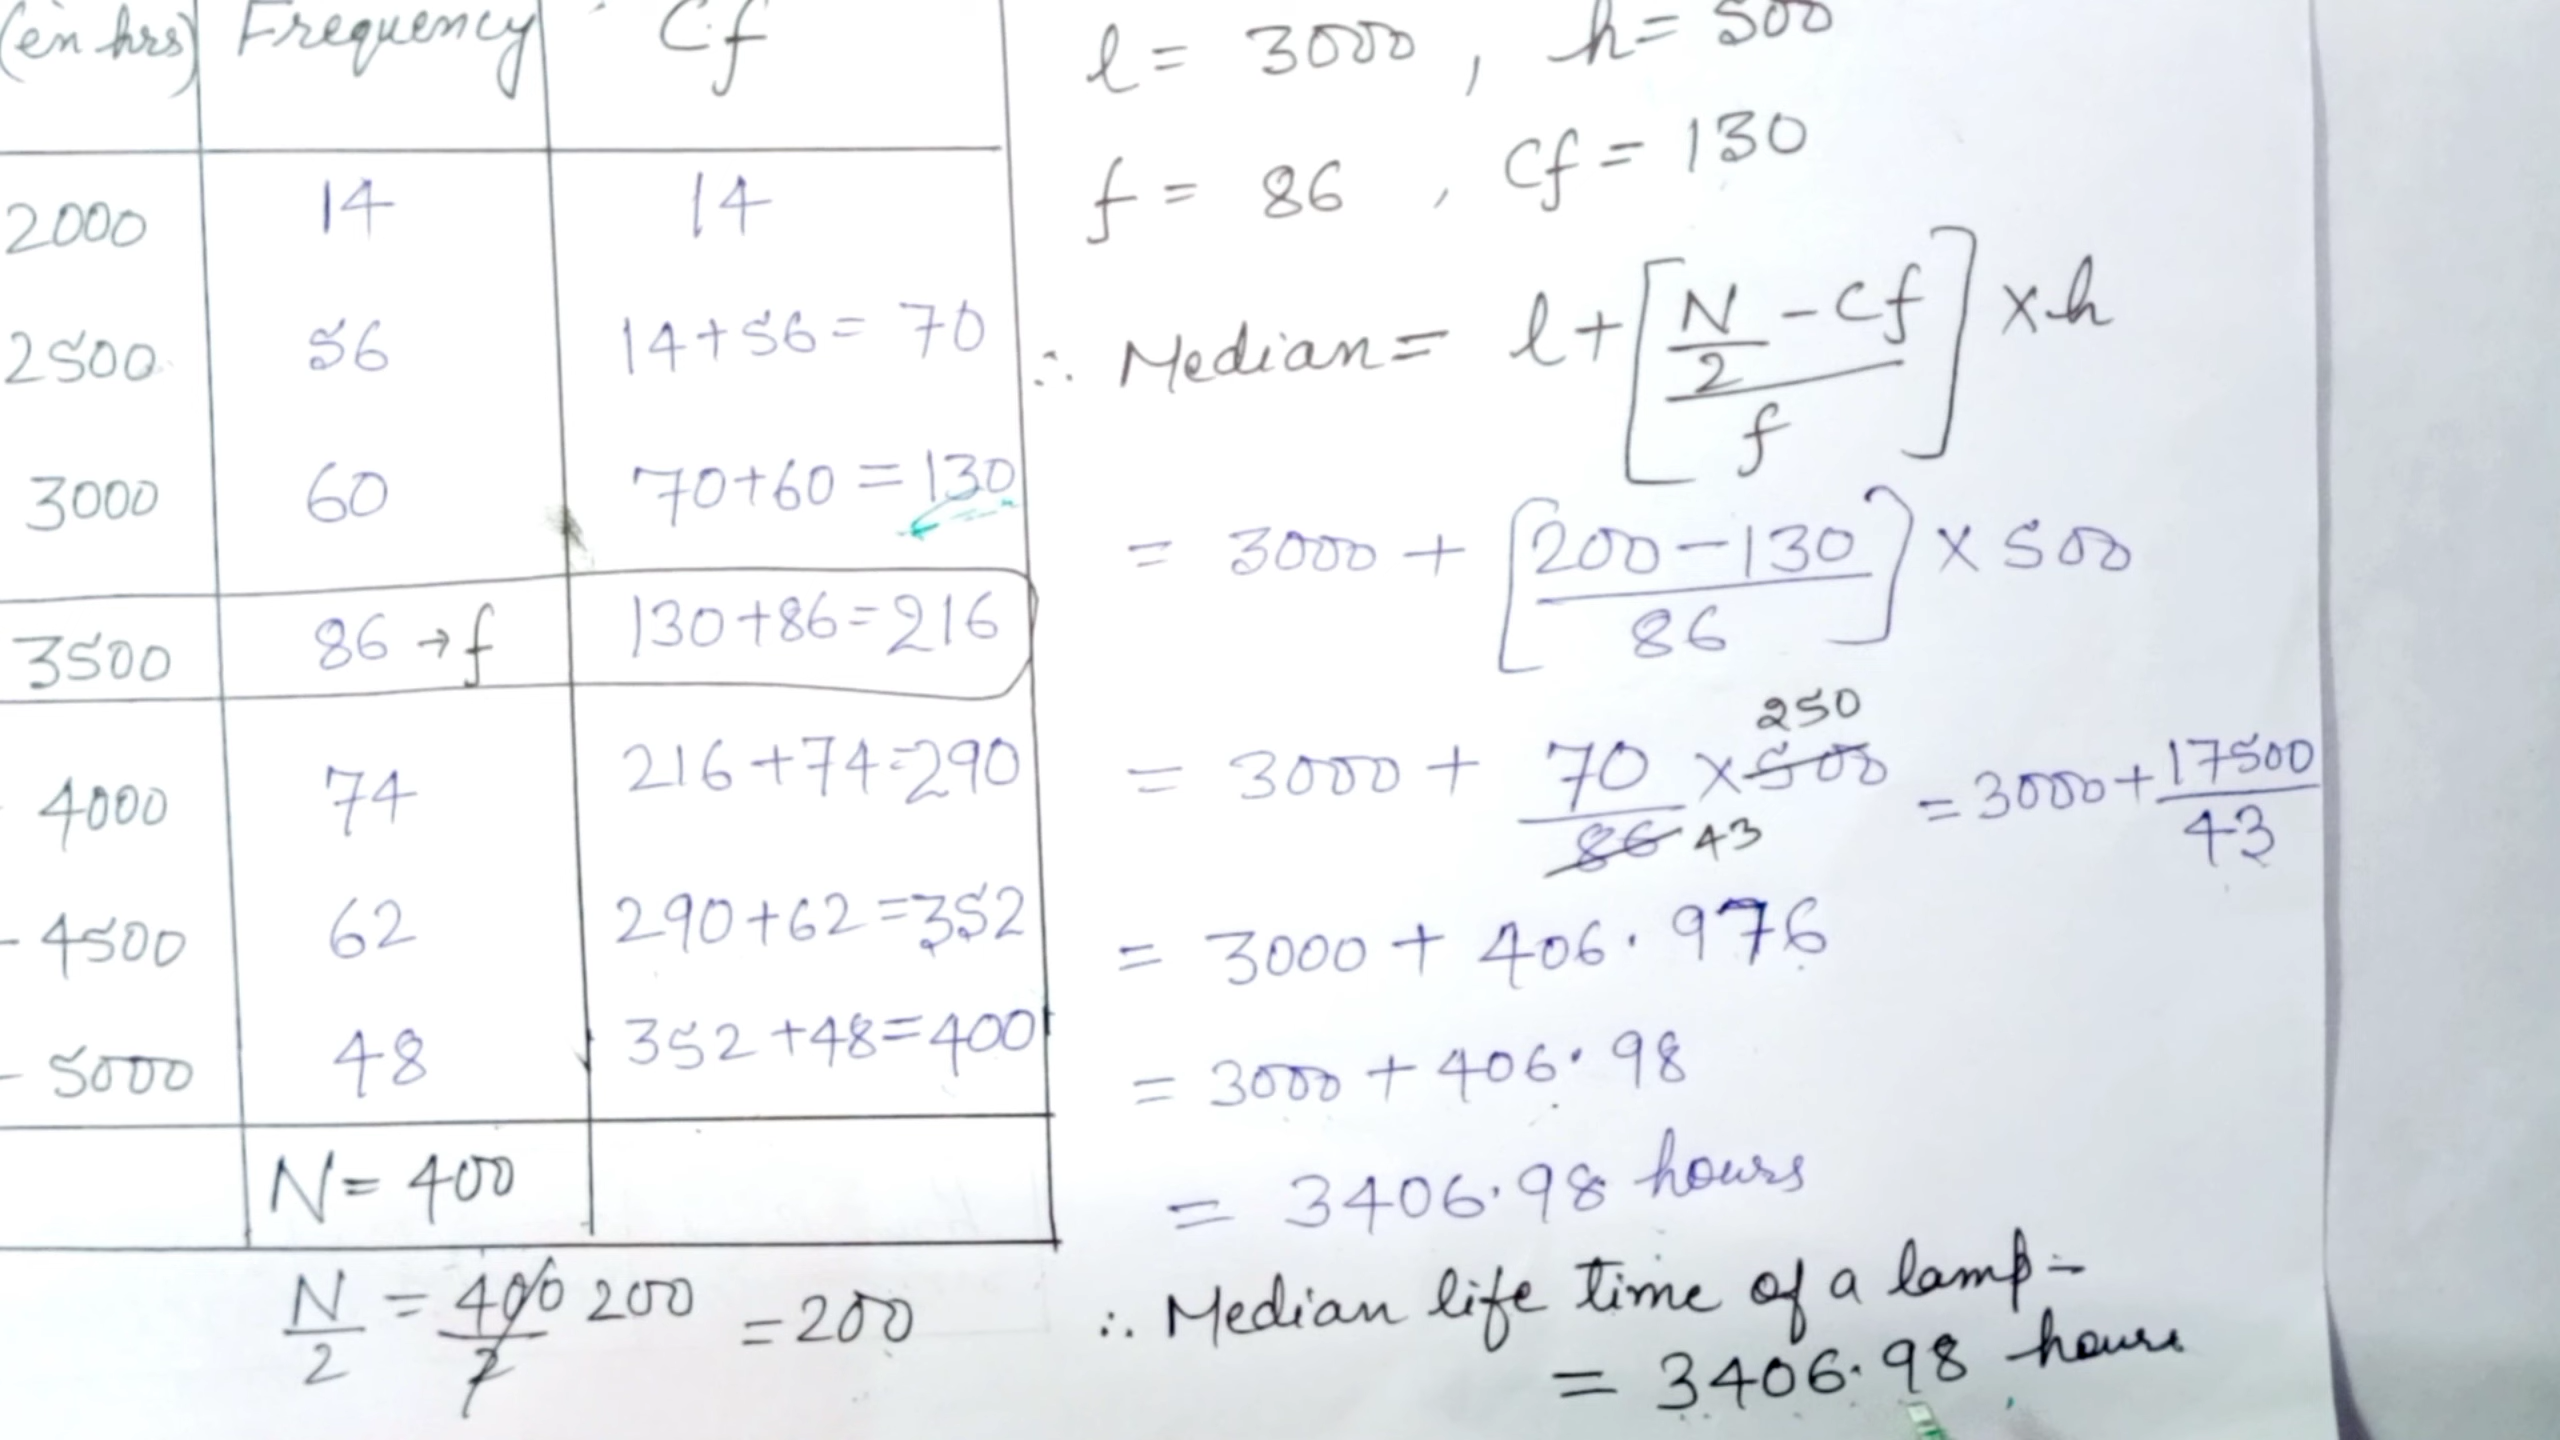 (in hrs) Frequency Cf
2000 14 14
2500 56 14+56= 70
3000 60 70+60=130
3500 86→f 130+86=216
4000 74 216+74=290
-4500 62 290+62=352
-5000 48 352+48=400
N=400
N/2 = 400/2 200 =200
l= 3000, h= 500
f= 86, Cf= 130
∴ Median= l+[N/2-Cf/f]×h
= 3000+[200-130/86]×500
= 3000+ 70/86 43 ×500 250 =3000+17500/43
= 3000+406.976
= 3000+406.98
= 3406.98 hours
∴ Median life time of a lamp-
= 3406.98 hours